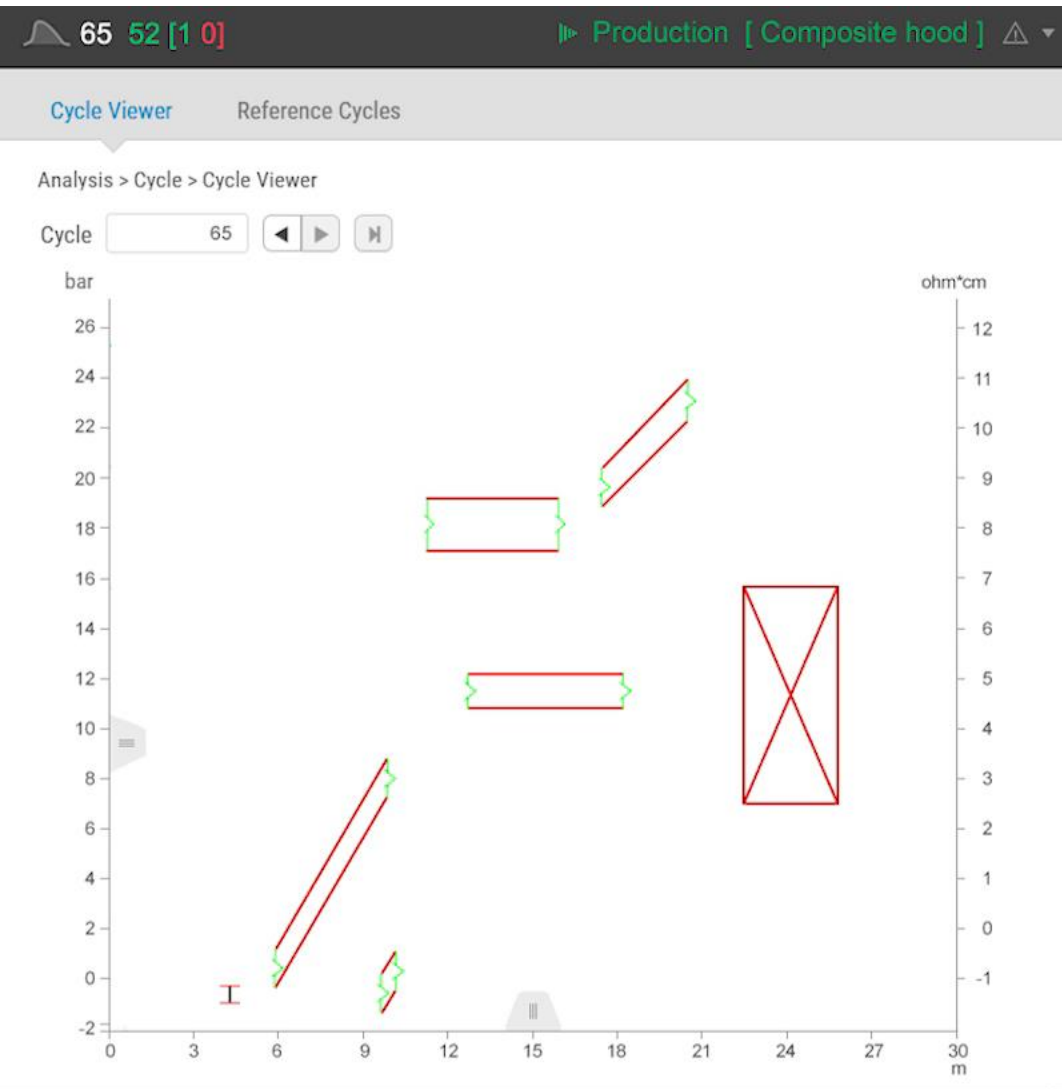 65 52 [1 0] Production [ Composite hood ]
Cycle Viewer Reference Cycles
Analysis > Cycle > Cycle Viewer
Cycle 65
bar ohm*cm
26 12
24 11
22 10
20 9
18 8
16 7
14 6
12 5
10 4
8 3
6 2
4 1
2 0
0 -1
-2
0 3 6 9 12 15 18 21 24 27 30
m